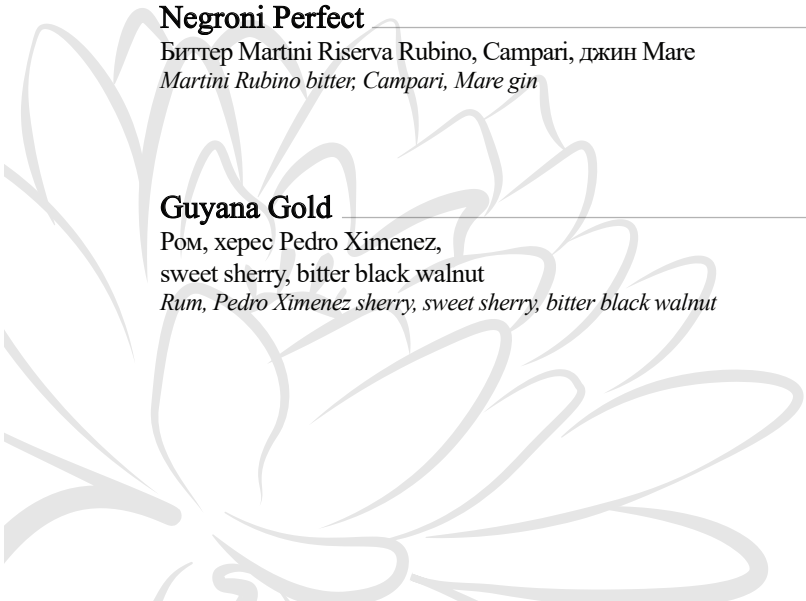 Negroni Perfect
Биттер Martini Riserva Rubino, Campari, джин Mare
Martini Rubino bitter, Campari, Mare gin
Guyana Gold
Ром, херес Pedro Ximenez,
sweet sherry, bitter black walnut
Rum, Pedro Ximenez sherry, sweet sherry, bitter black walnut